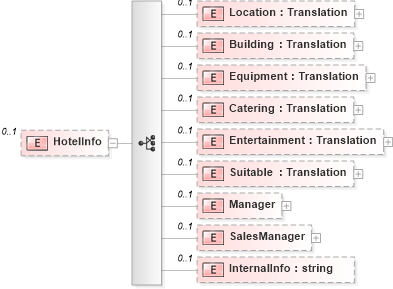 0..1
E Location : Translation
0..1
E Building : Translation
0..1
E Equipment : Translation
0..1
E Catering : Translation
0..1
E HotelInfo
0..1
E Entertainment : Translation
0..1
E Suitable : Translation
0..1
E Manager
0..1
E SalesManager
0..1
E InternalInfo : string